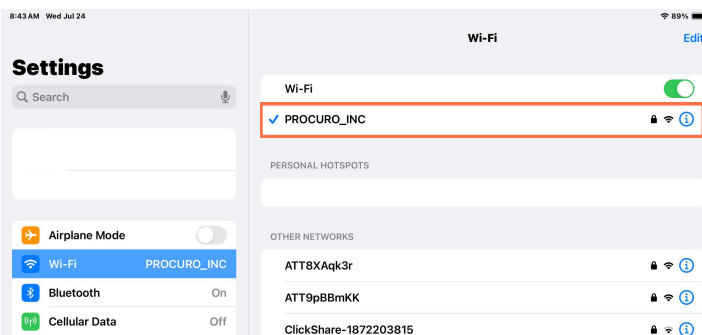 8:43 AM Wed Jul 24
89%
Wi-Fi
Edit
Settings
Search
Wi-Fi
PROCURO_INC
PERSONAL HOTSPOTS
Airplane Mode
OTHER NETWORKS
Wi-Fi PROCURO_INC
ATT8XAqk3r
Bluetooth On
ATT9pBBmKK
Cellular Data Off
ClickShare-1872203815